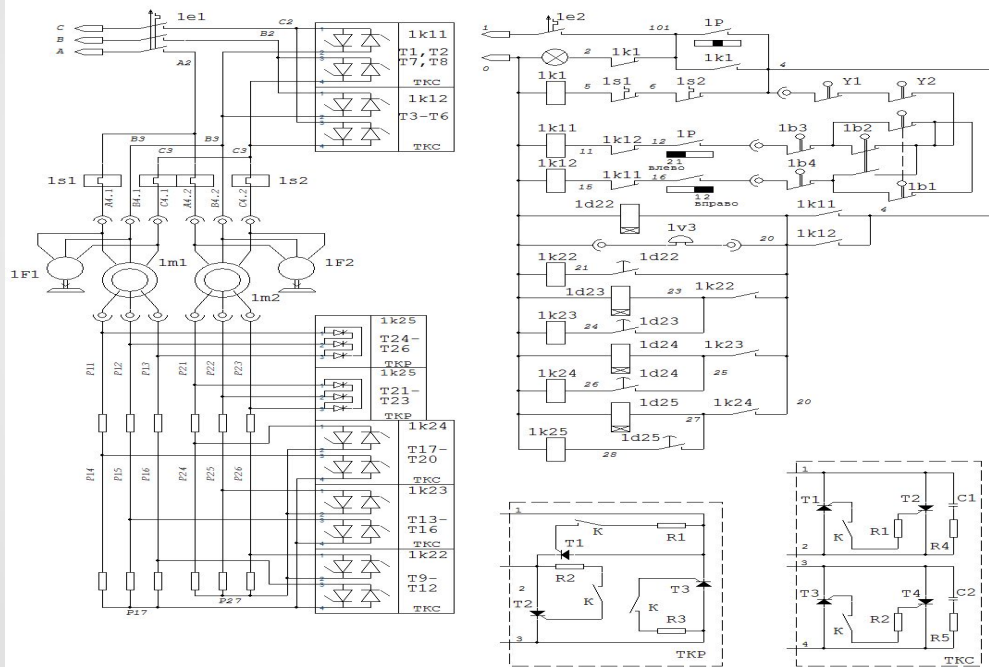 1e1
C
B
A
C2
B2
A2
1k11
T1,T2
T7,T8
TKC
1k12
T3-T6
TKC
B3
B3
C3
C3
1s1
1s2
A4.1
B4.1
C4.1
A4.2
B4.2
C4.2
1F1
1m1
1m2
1F2
1k25
T24-
T26
TKP
1k25
T21-
T23
TKP
1k24
T17-
T20
1k23
T13-
T16
TKC
1k22
T9-
T12
TKC
P11
P12
P13
P21
P22
P23
P14
P15
P16
P24
P25
P26
P17
P27
1e2
1
0
101
1P
2
1k1
1k1
4
1k1
5
1s1
6
1s2
Y1
Y2
1k11
11
1k12
12
1P
21
влево
1b3
1b2
1k12
15
1k11
16
12
вправо
1b4
1b1
1d22
1k11
4
1v3
20
1k12
1k22
21
1d22
1d23
23
1k22
1k23
24
1d23
1d24
1k23
25
1k24
26
1d24
1d25
27
1k24
20
1k25
28
1d25
1
K
R1
T1
R2
2
K
T2
K
T3
R3
3
TKP
1
T1
T2
C1
K
R1
R4
2
3
T3
T4
C2
K
R2
R5
4
TKC